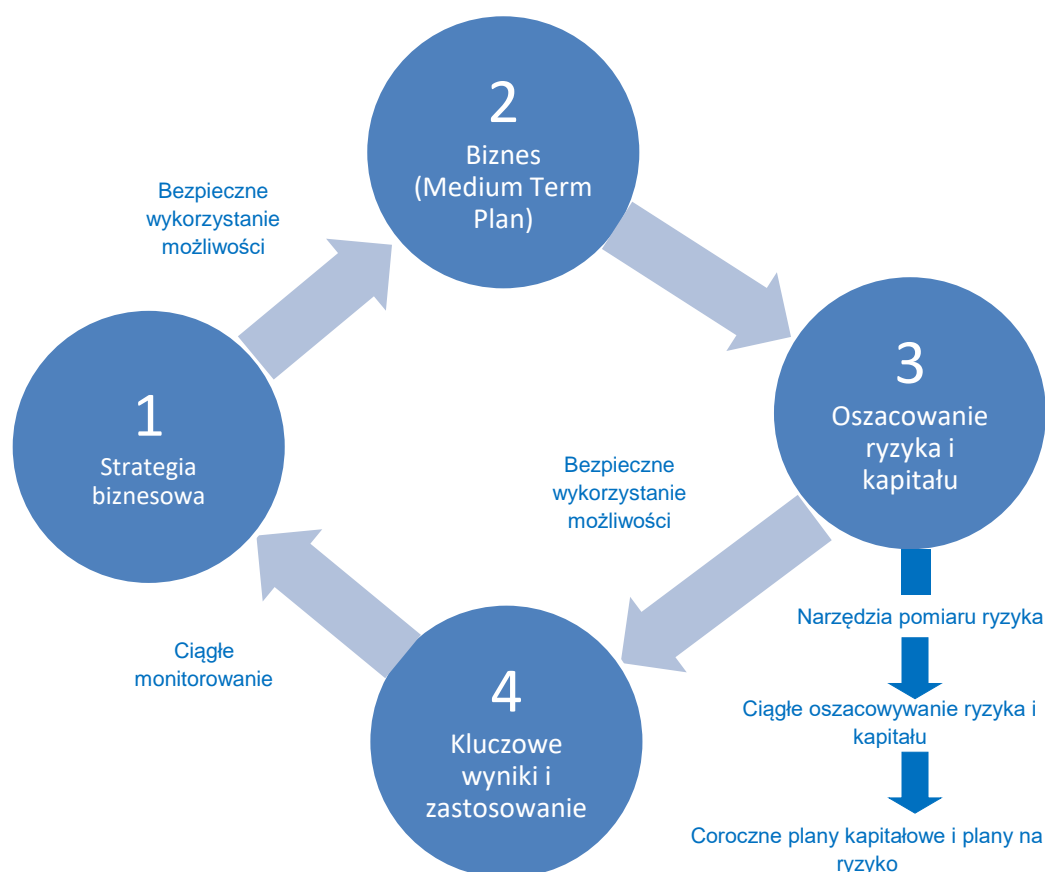 2
Biznes
(Medium Term
Plan)
Bezpieczne
wykorzystanie
możliwości
3
Oszacowanie
ryzyka i
kapitału
1
Strategia
biznesowa
Bezpieczne
wykorzystanie
możliwości
Narzędzia pomiaru ryzyka
Ciągłe
monitorowanie
4
Kluczowe
wyniki i
zastosowanie
Ciągłe oszacowywanie ryzyka i
kapitału
Coroczne plany kapitałowe i plany na
ryzyko